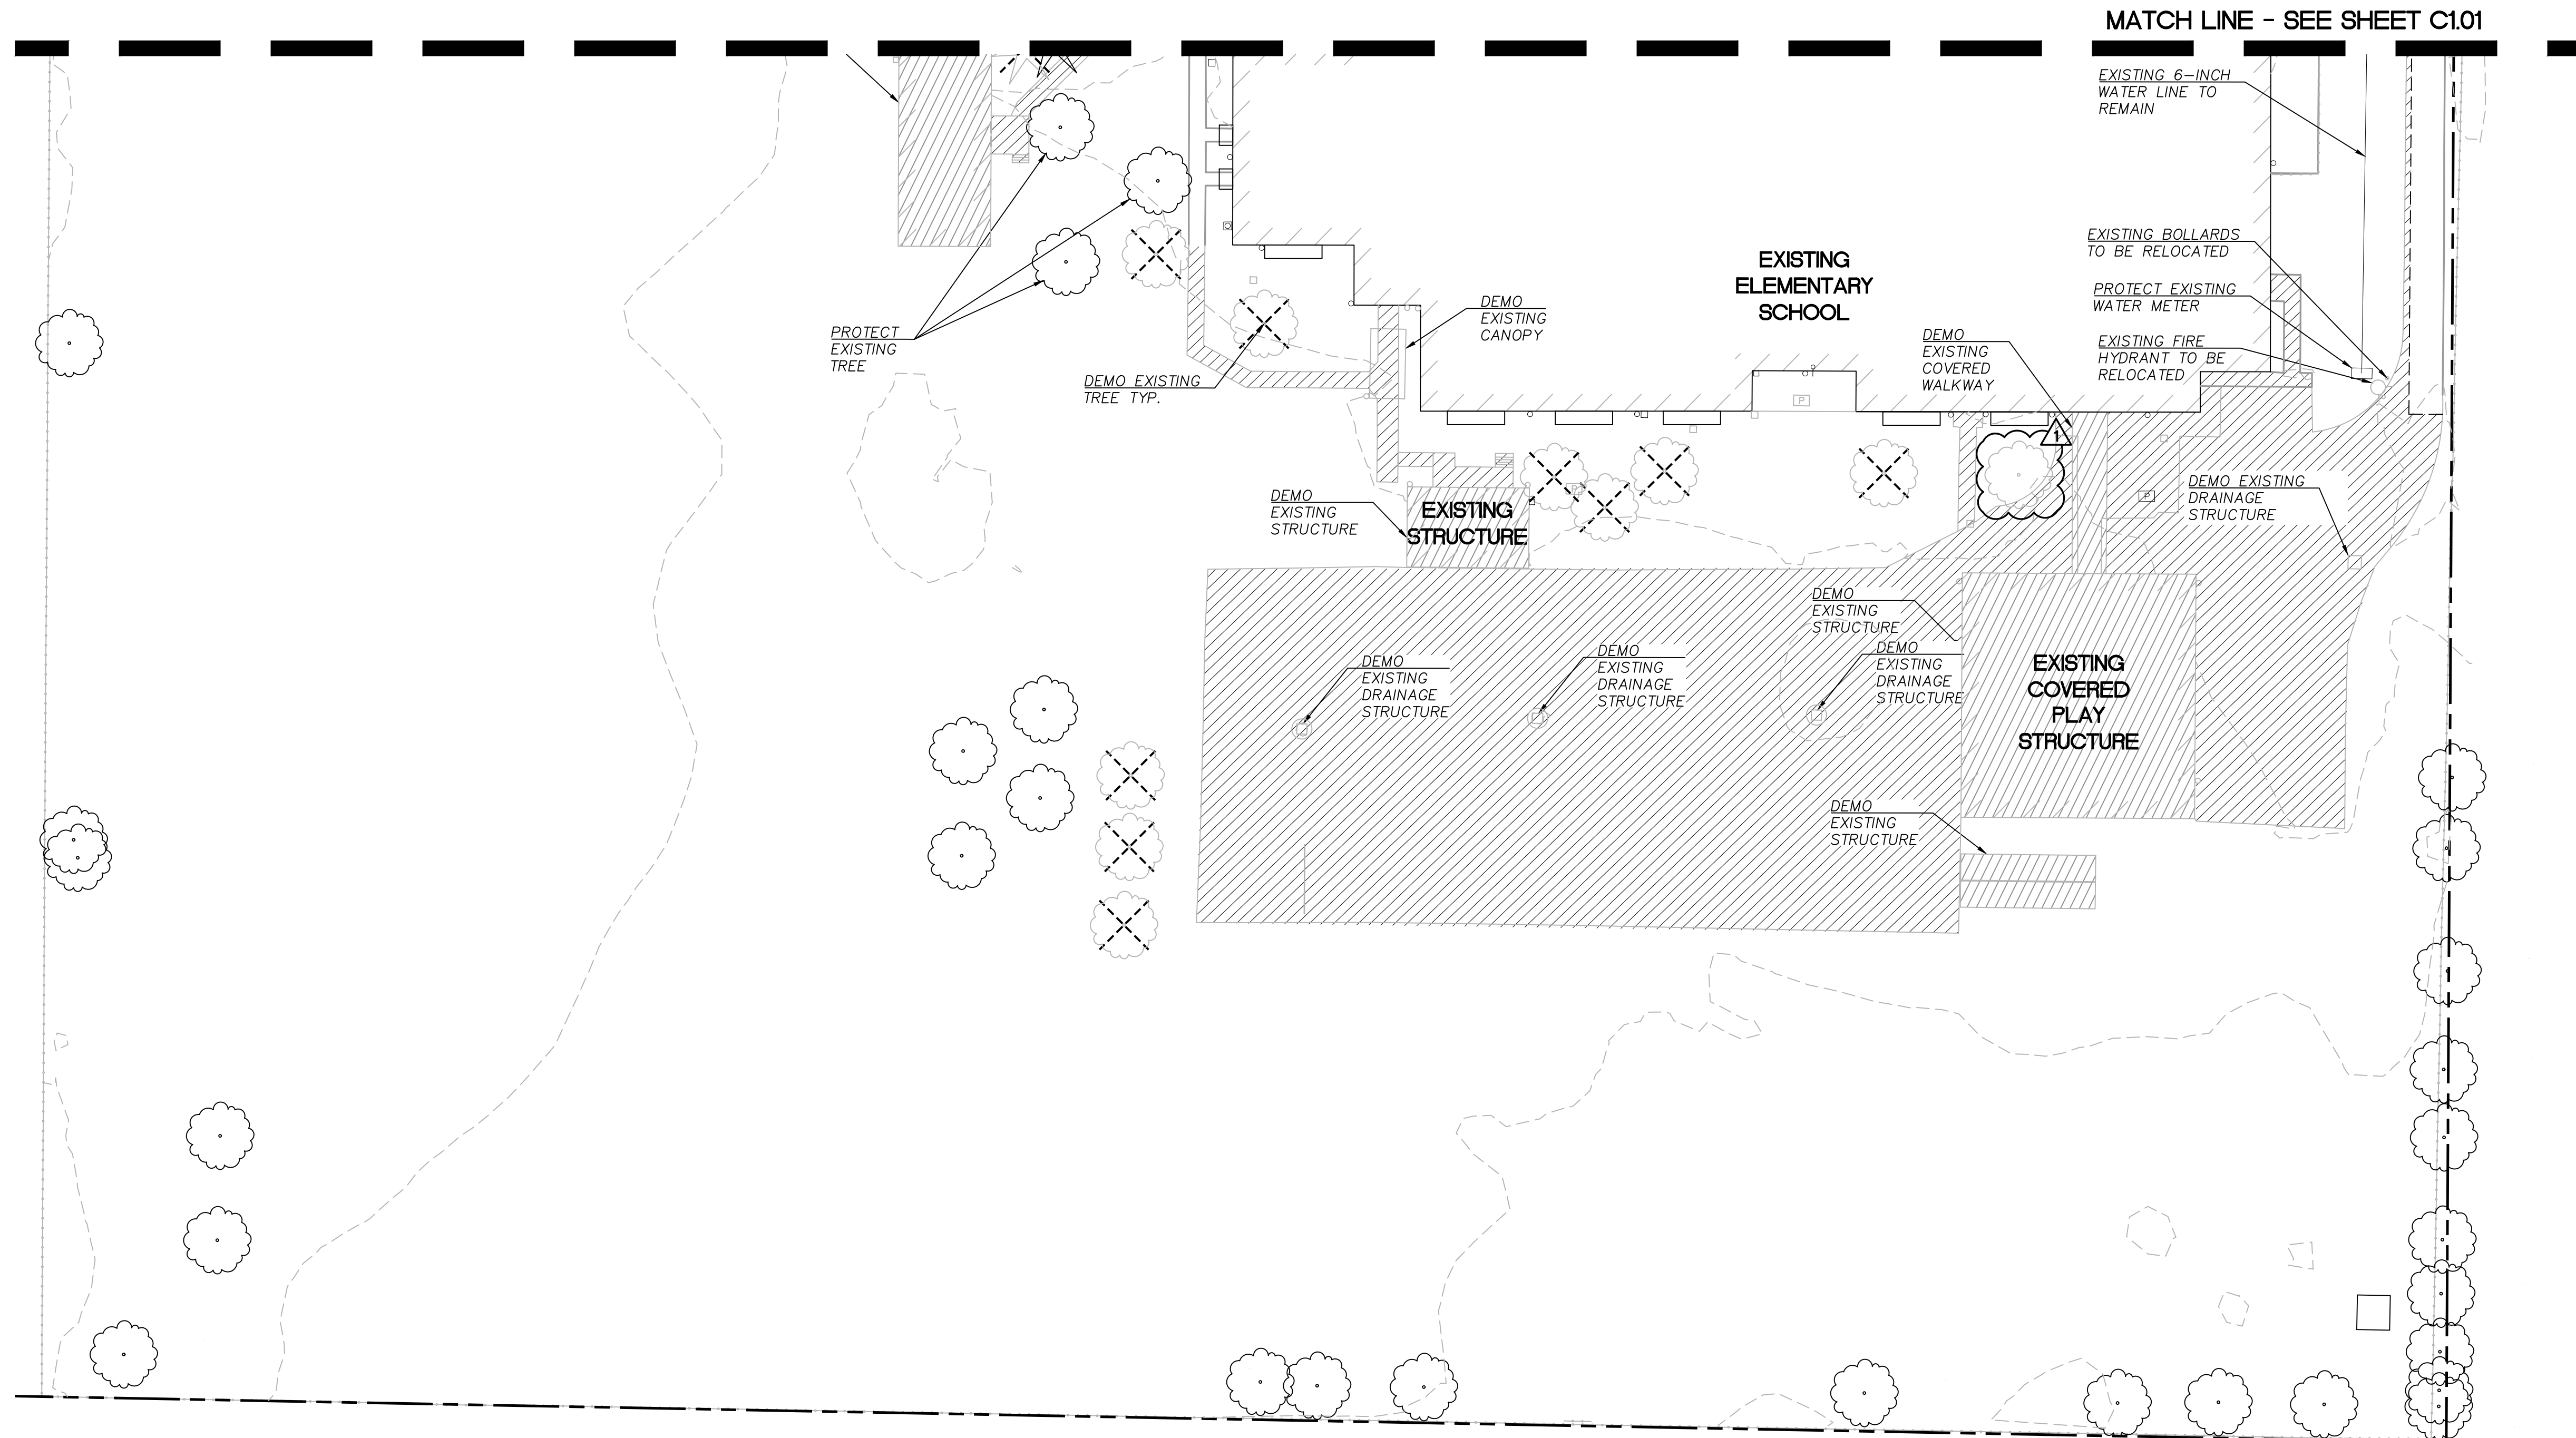 MATCH LINE - SEE SHEET C1.01
EXISTING 6-INCH
WATER LINE TO
REMAIN
EXISTING BOLLARDS
TO BE RELOCATED
PROTECT EXISTING
WATER METER
EXISTING FIRE
HYDRANT TO BE
RELOCATED
EXISTING
ELEMENTARY
SCHOOL
DEMO
EXISTING
CANOPY
DEMO
EXISTING
COVERED
WALKWAY
PROTECT
EXISTING
TREE
DEMO EXISTING
TREE TYP.
P
1
P
P
DEMO EXISTING
DRAINAGE
STRUCTURE
DEMO
EXISTING
STRUCTURE
EXISTING
STRUCTURE
DEMO
EXISTING
STRUCTURE
DEMO
EXISTING
DRAINAGE
STRUCTURE
DEMO
EXISTING
DRAINAGE
STRUCTURE
DEMO
EXISTING
DRAINAGE
STRUCTURE
EXISTING
COVERED
PLAY
STRUCTURE
DEMO
EXISTING
STRUCTURE